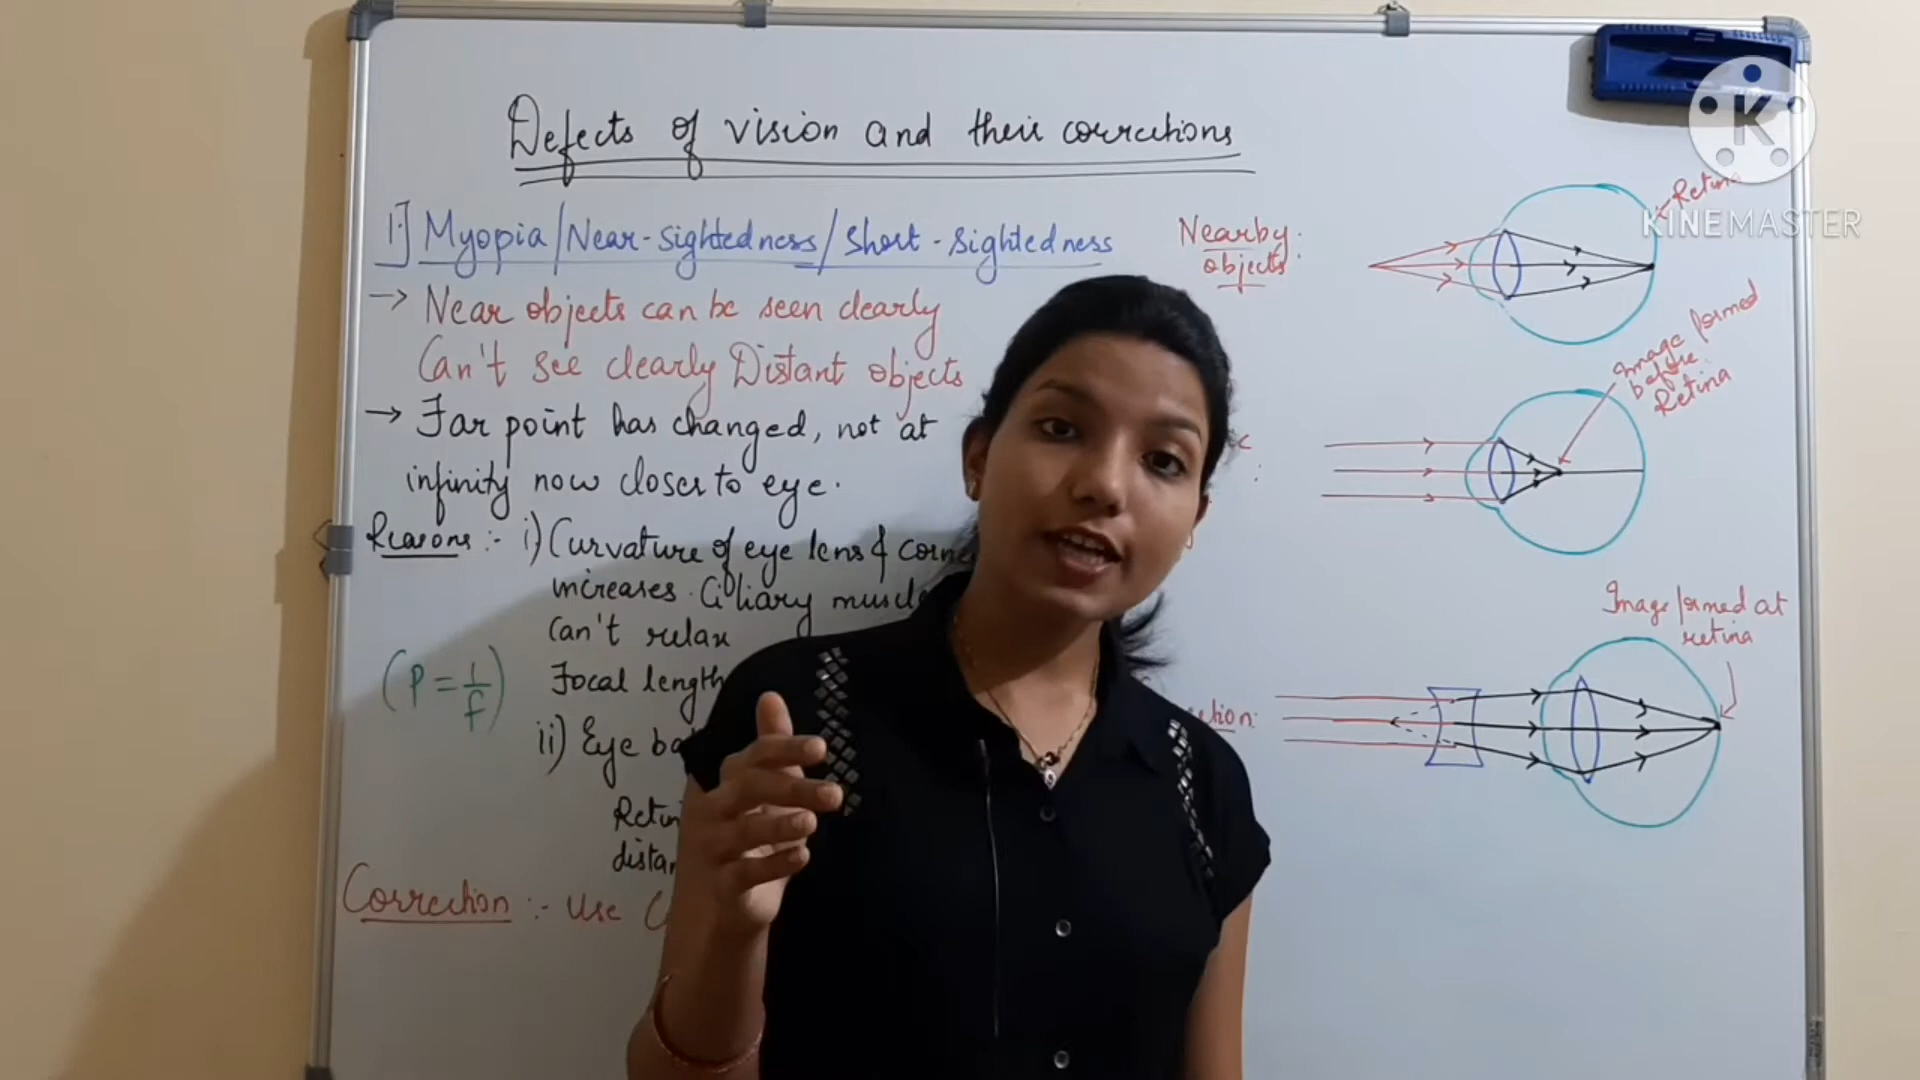 Defects of vision and their corrections
1.] Myopia/Near-sightedness/Short-sightedness
→ Near objects can be seen clearly
Can't see clearly Distant objects
→ Far point has changed, not at
infinity now closer to eye.
Reasons :- i) Curvature of eye lens & corne
increases. Ciliary muscle
can't relax
(P = 1/f)
Focal length
ii) Eye ba
Retin
distan
Correction :- Use C
Nearby
objects :
Retina
Image formed
before
Retina
Image formed at
retina
ction:
K
KINEMASTER